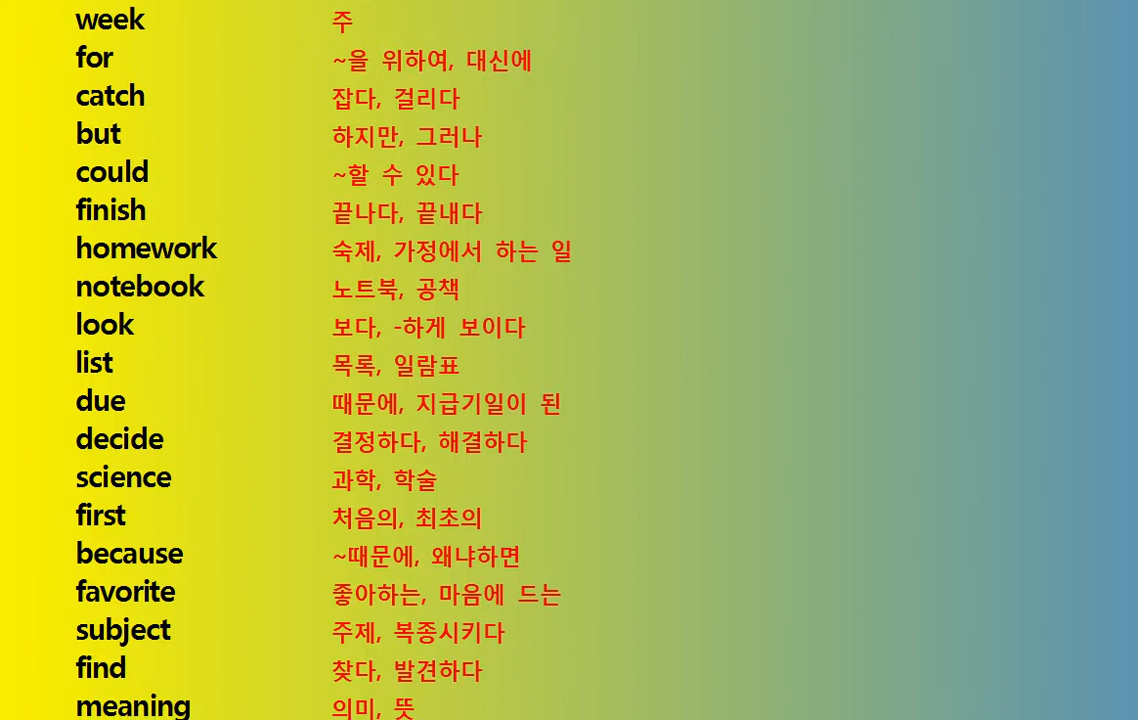 week 주
for ~을 위하여, 대신에
catch 잡다, 걸리다
but 하지만, 그러나
could ~할 수 있다
finish 끝나다, 끝내다
homework 숙제, 가정에서 하는 일
notebook 노트북, 공책
look 보다, -하게 보이다
list 목록, 일람표
due 때문에, 지급기일이 된
decide 결정하다, 해결하다
science 과학, 학술
first 처음의, 최초의
because ~때문에, 왜냐하면
favorite 좋아하는, 마음에 드는
subject 주제, 복종시키다
find 찾다, 발견하다
meaning 의미, 뜻